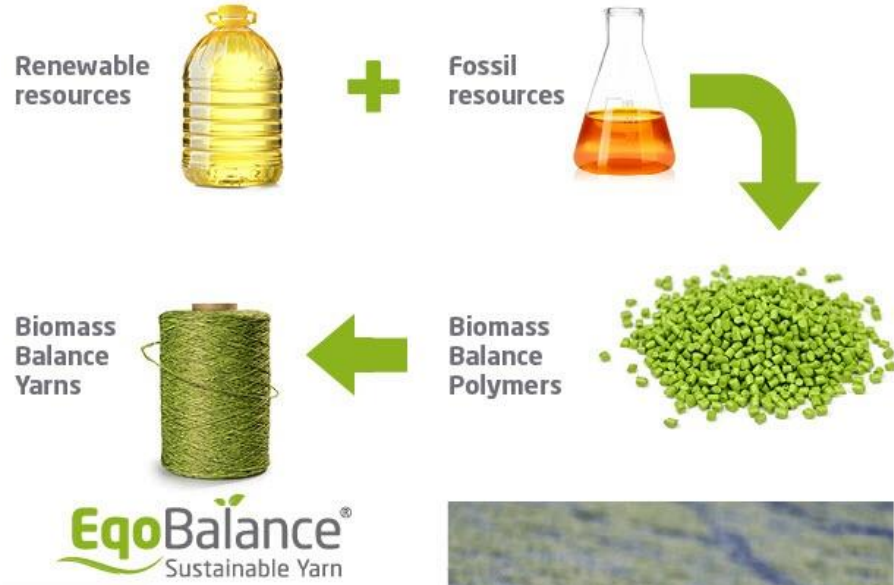 Renewable
resources
Fossil
resources
Biomass
Balance
Yarns
Biomass
Balance
Polymers
EqoBalance®
Sustainable Yarn